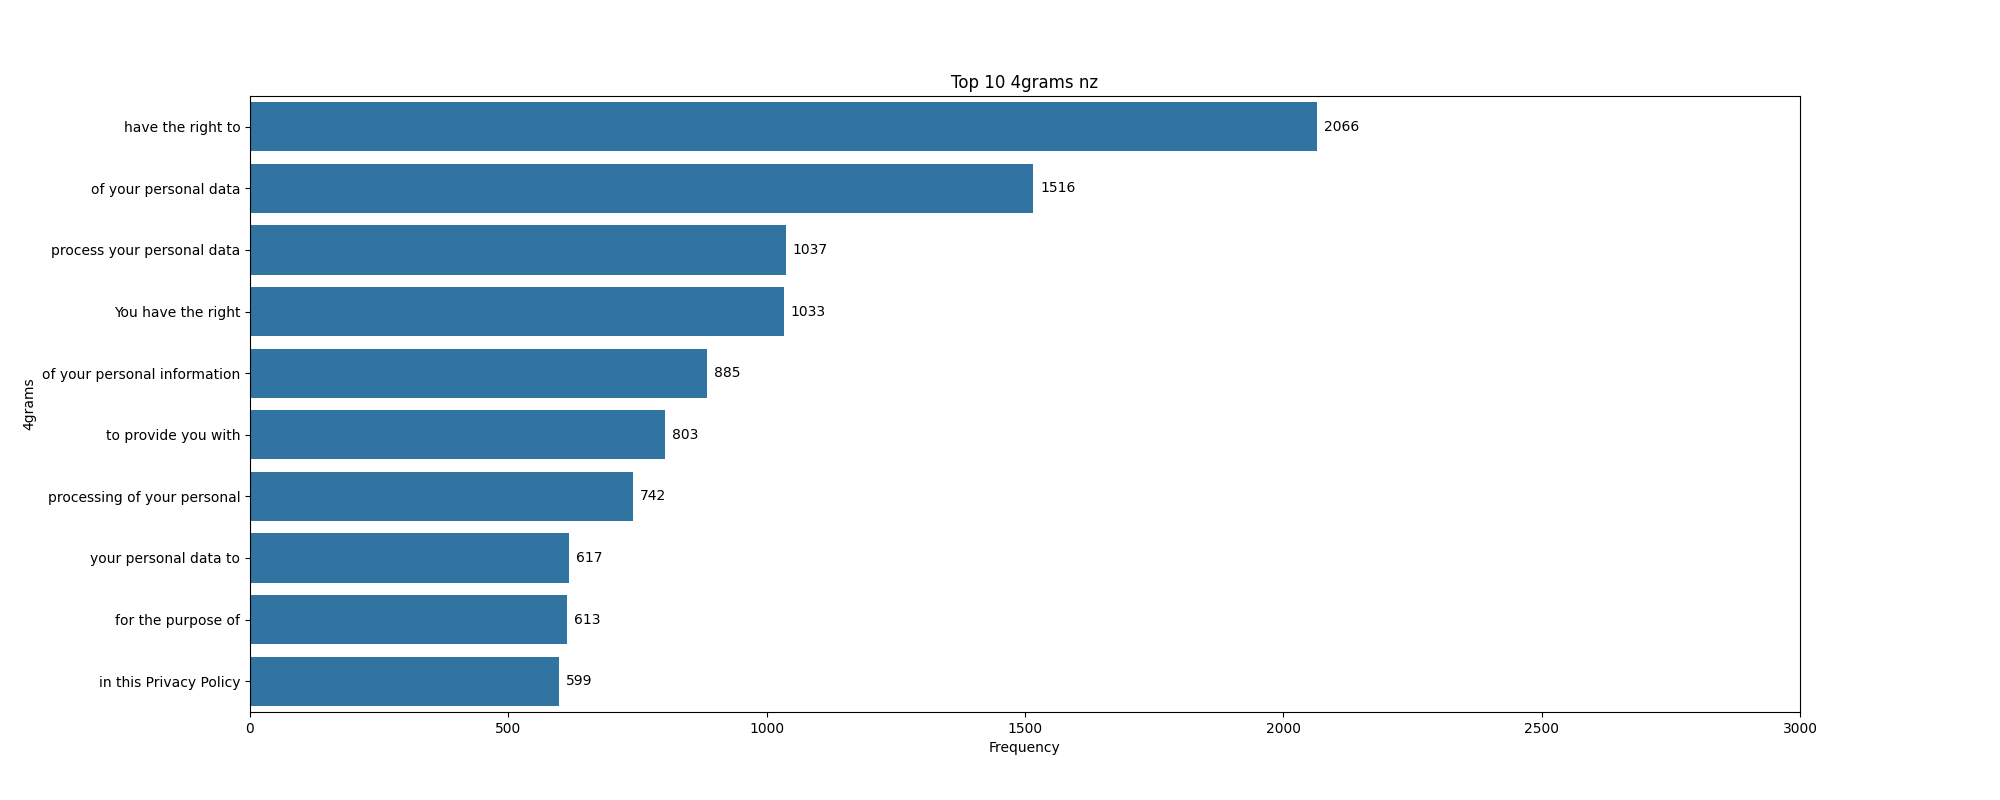 Top 10 4grams nz
have the right to 2066
of your personal data 1516
process your personal data 1037
You have the right 1033
of your personal information 885
to provide you with 803
processing of your personal 742
your personal data to 617
for the purpose of 613
in this Privacy Policy 599
4grams
0 500 1000 1500 2000 2500 3000
Frequency